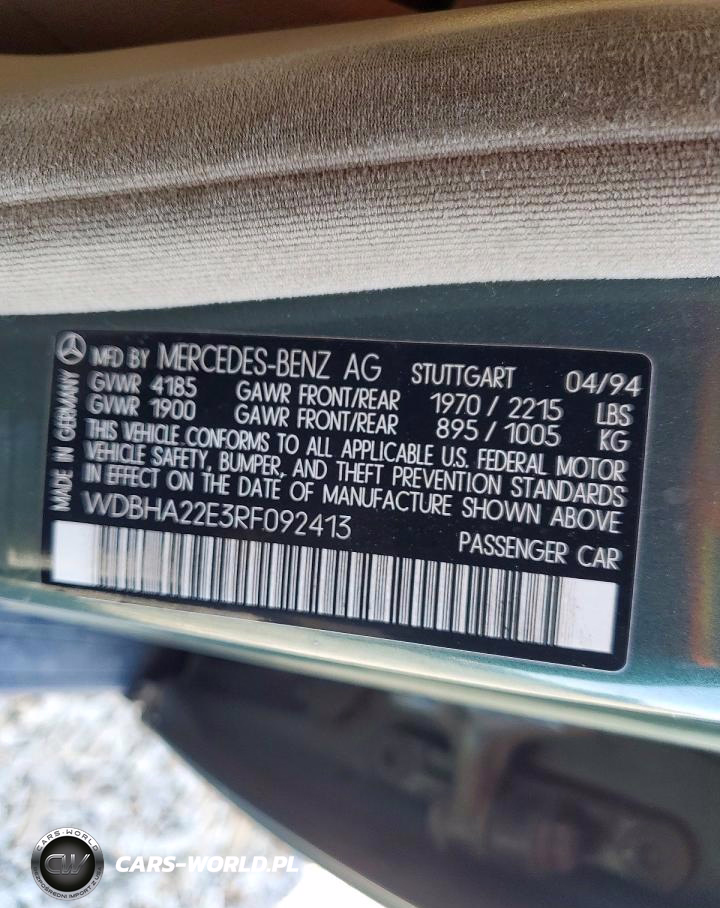 MFD BY MERCEDES-BENZ AG STUTTGART 04/94
GVWR 4185 GAWR FRONT/REAR 1970 / 2215 LBS
GVWR 1900 GAWR FRONT/REAR 895 / 1005 KG
THIS VEHICLE CONFORMS TO ALL APPLICABLE U.S. FEDERAL MOTOR
VEHICLE SAFETY, BUMPER, AND THEFT PREVENTION STANDARDS
IN EFFECT ON THE DATE OF MANUFACTURE SHOWN ABOVE
WDBHA22E3RF092413
PASSENGER CAR
MADE IN GERMANY
CARS-WORLD
CW
CARS-WORLD.PL